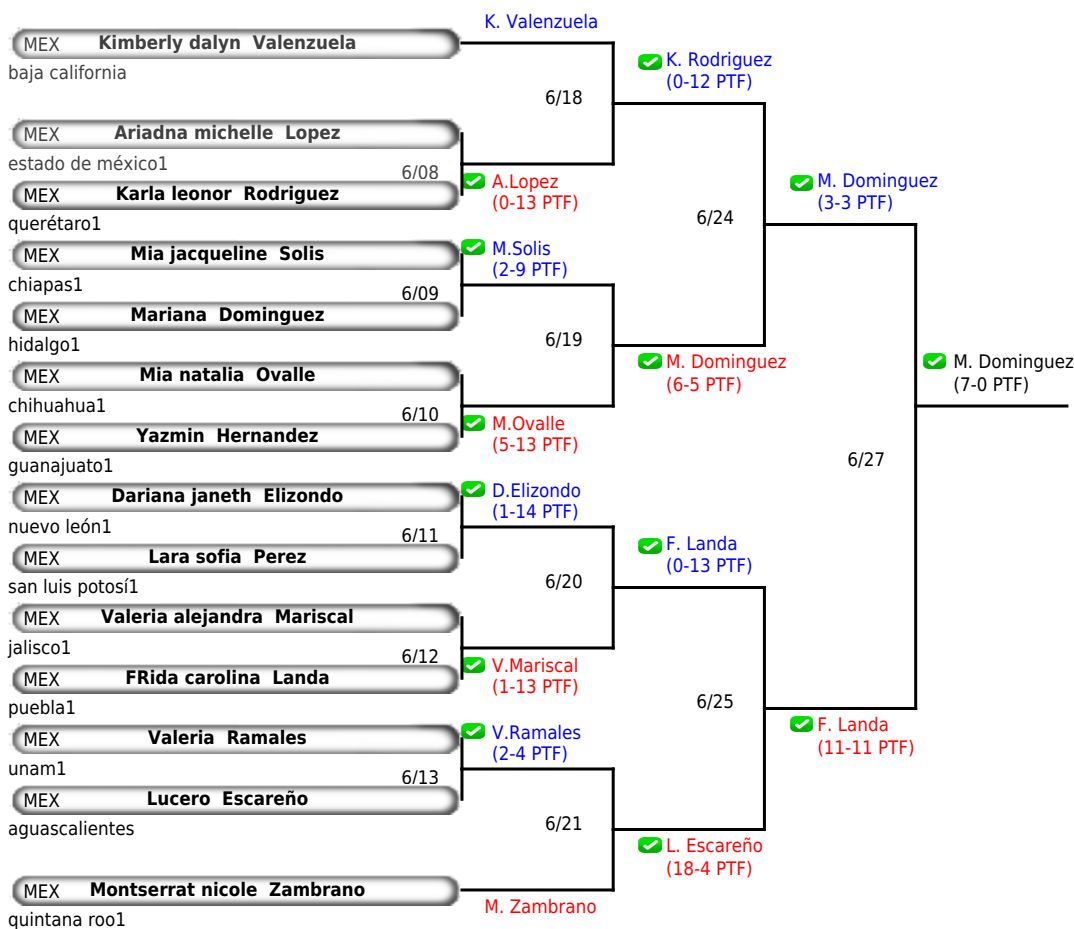 K. Valenzuela
MEX Kimberly dalyn Valenzuela
baja california
K. Rodriguez
(0-12 PTF)
6/18
MEX Ariadna michelle Lopez
estado de méxico1
6/08
A.Lopez
(0-13 PTF)
MEX Karla leonor Rodriguez
querétaro1
M. Dominguez
(3-3 PTF)
6/24
MEX Mia jacqueline Solis
chiapas1
M.Solis
(2-9 PTF)
6/09
MEX Mariana Dominguez
hidalgo1
6/19
M. Dominguez
(6-5 PTF)
M. Dominguez
(7-0 PTF)
MEX Mia natalia Ovalle
chihuahua1
6/10
M.Ovalle
(5-13 PTF)
MEX Yazmin Hernandez
guanajuato1
6/27
MEX Dariana janeth Elizondo
nuevo león1
D.Elizondo
(1-14 PTF)
6/11
MEX Lara sofia Perez
san luis potosí1
F. Landa
(0-13 PTF)
6/20
MEX Valeria alejandra Mariscal
jalisco1
6/12
V.Mariscal
(1-13 PTF)
MEX FRida carolina Landa
puebla1
6/25
F. Landa
(11-11 PTF)
MEX Valeria Ramales
unam1
V.Ramales
(2-4 PTF)
6/13
MEX Lucero Escareño
aguascalientes
6/21
L. Escareño
(18-4 PTF)
MEX Montserrat nicole Zambrano
quintana roo1
M. Zambrano